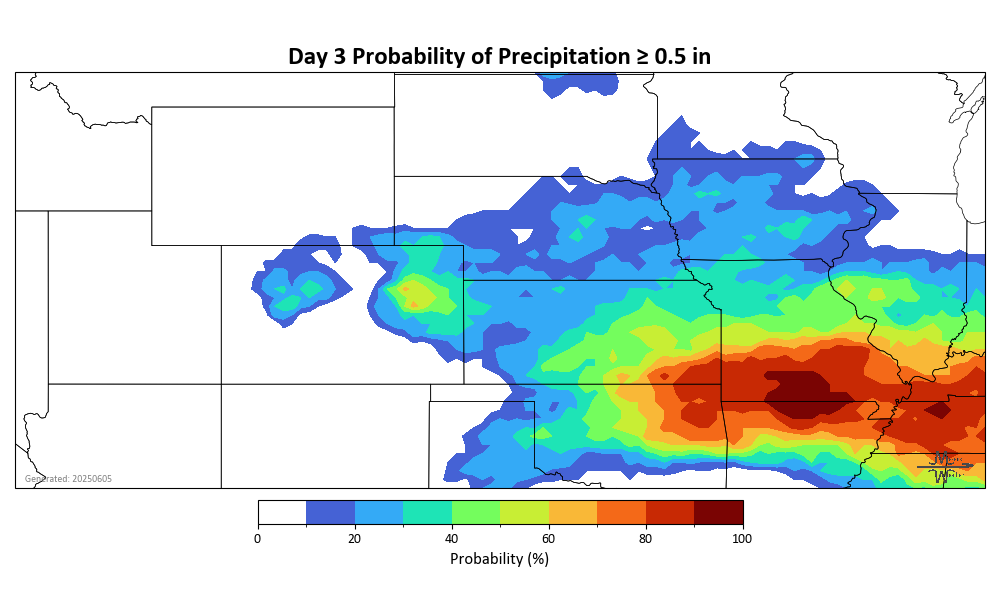 Day 3 Probability of Precipitation ≥ 0.5 in
Generated: 20250605
0 20 40 60 80 100
Probability (%)